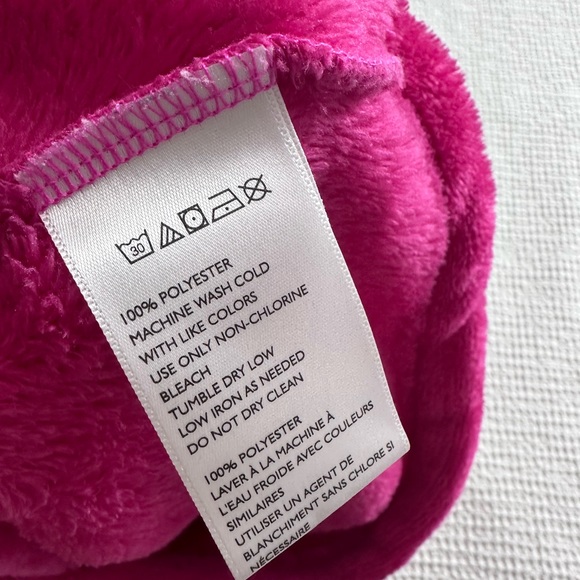 30
100% POLYESTER
MACHINE WASH COLD
WITH LIKE COLORS
USE ONLY NON-CHLORINE
BLEACH
TUMBLE DRY LOW
LOW IRON AS NEEDED
DO NOT DRY CLEAN
100% POLYESTER
LAVER À LA MACHINE À
L'EAU FROIDE AVEC COULEURS
SIMILAIRES
UTILISER UN AGENT DE
BLANCHIMENT SANS CHLORE SI
NÉCESSAIRE